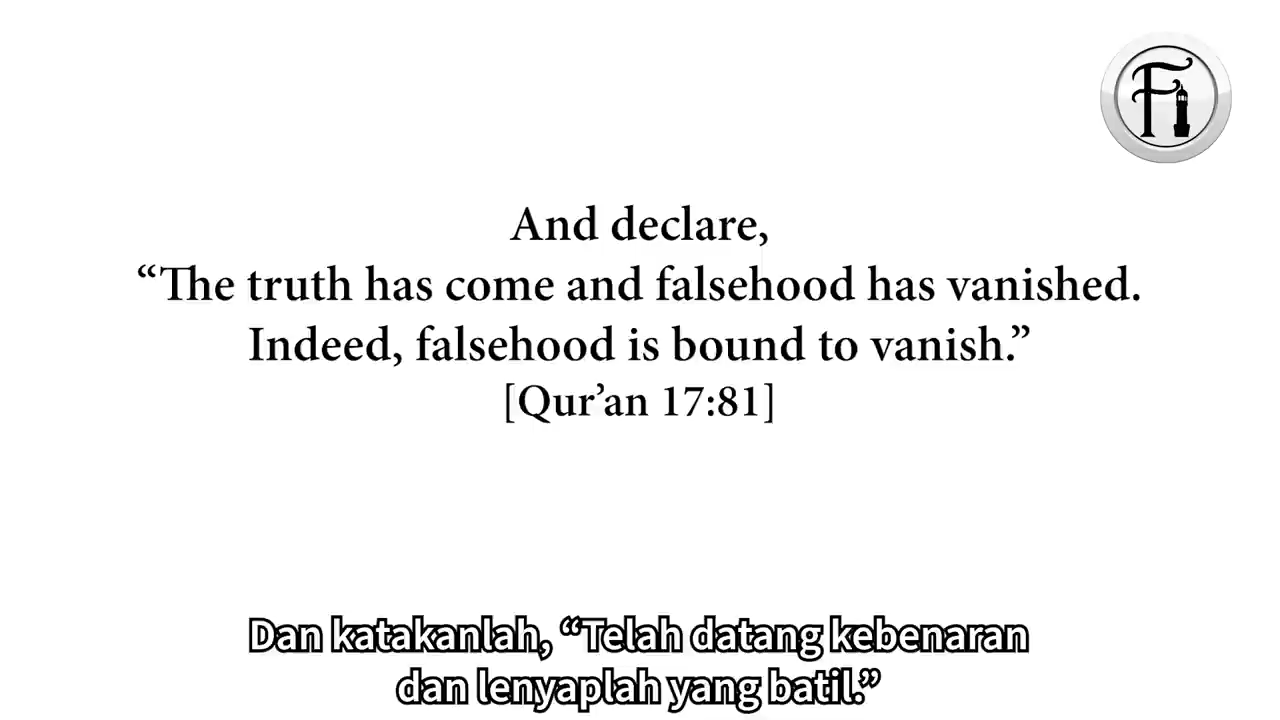 Fi
And declare,
“The truth has come and falsehood has vanished.
Indeed, falsehood is bound to vanish.”
[Qur’an 17:81]
Dan katakanlah, “Telah datang kebenaran
dan lenyaplah yang batil.”